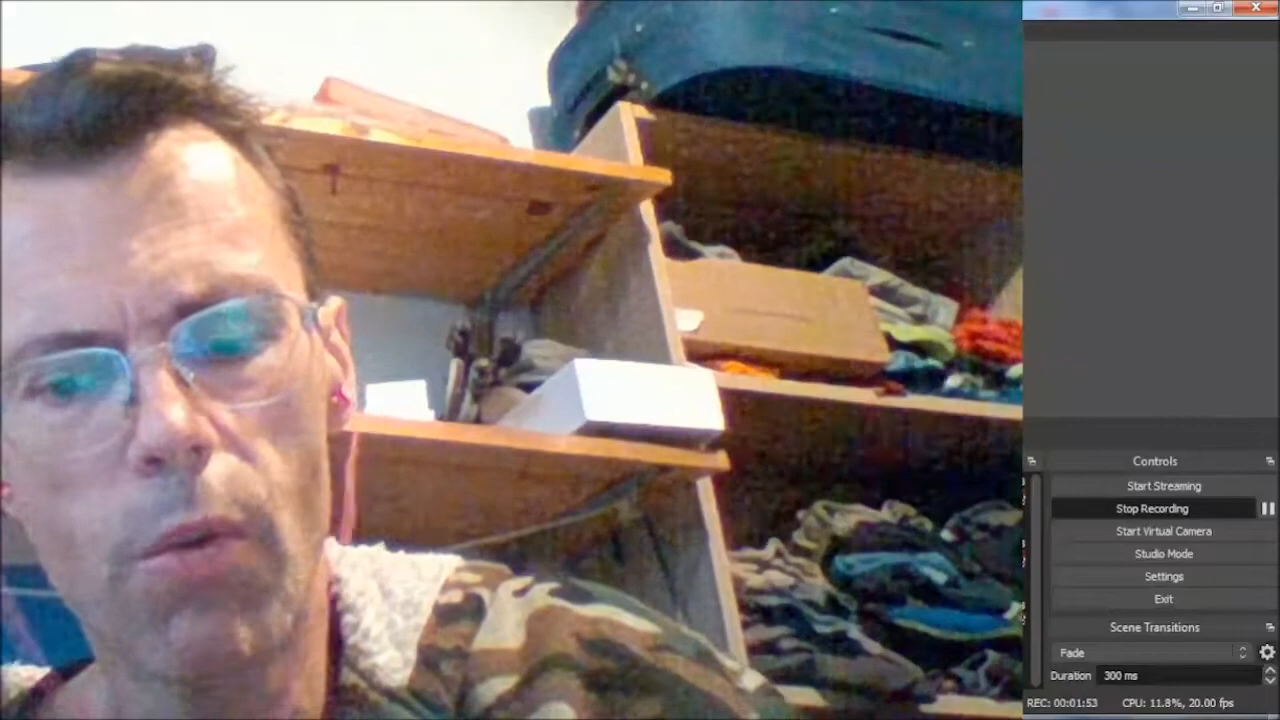 Controls
Start Streaming
Stop Recording
Start Virtual Camera
Studio Mode
Settings
Exit
Scene Transitions
Fade
Duration 300 ms
REC: 00:01:53 CPU: 11.8%, 20.00 fps